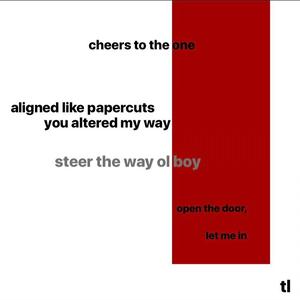 cheers to the one
aligned like papercuts
you altered my way
steer the way ol boy
open the door,
let me in
tl